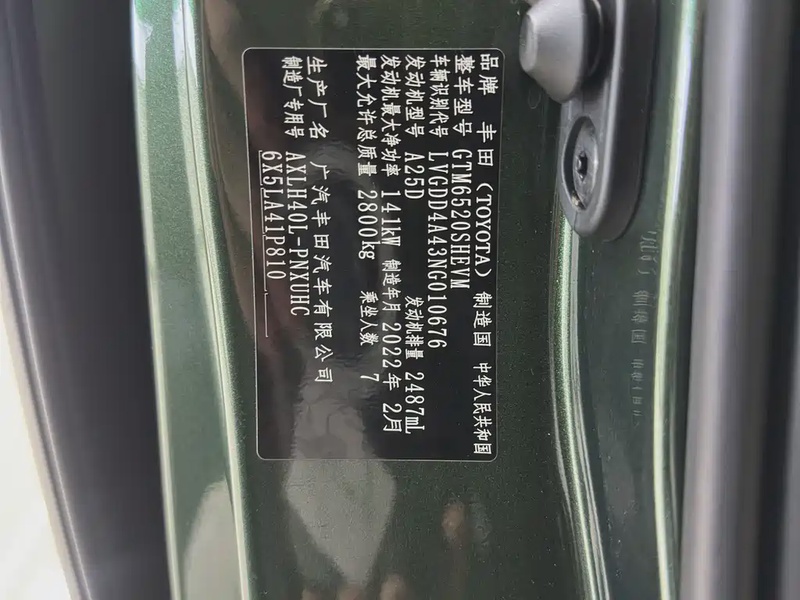 品牌 丰田(TOYOTA) 制造国 中华人民共和国
整车型号 GTM6520SHEVM
车辆识别代号 LVGDD4A43NG010676
发动机型号 A25D 发动机排量 2487mL
发动机最大净功率 141kW 制造年月 2022年 2月
最大允许总质量 2800kg 乘坐人数 7
生产厂名 广汽丰田汽车有限公司
制造厂专用号 AXLH40L-PNXUHC
6X5LA41P810